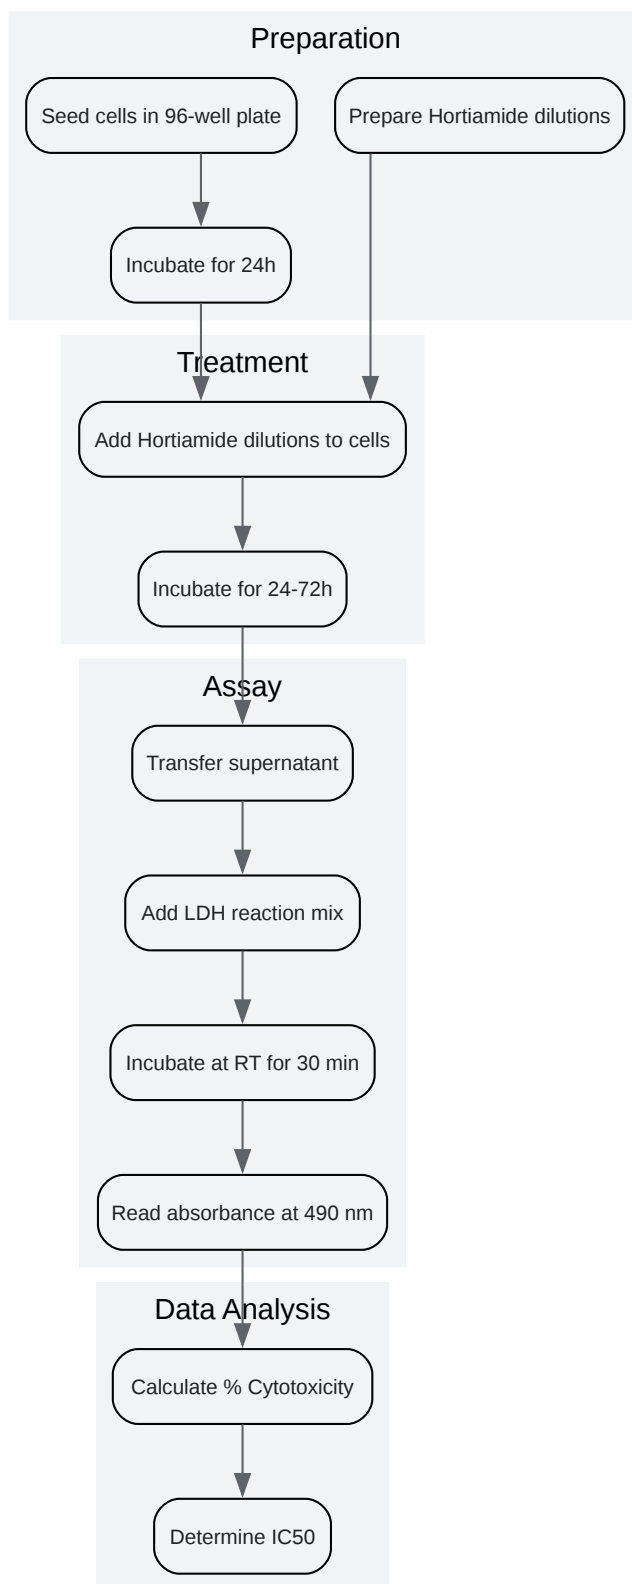 Preparation
Seed cells in 96-well plate
Prepare Hortiamide dilutions
Incubate for 24h
Treatment
Add Hortiamide dilutions to cells
Incubate for 24-72h
Assay
Transfer supernatant
Add LDH reaction mix
Incubate at RT for 30 min
Read absorbance at 490 nm
Data Analysis
Calculate % Cytotoxicity
Determine IC50